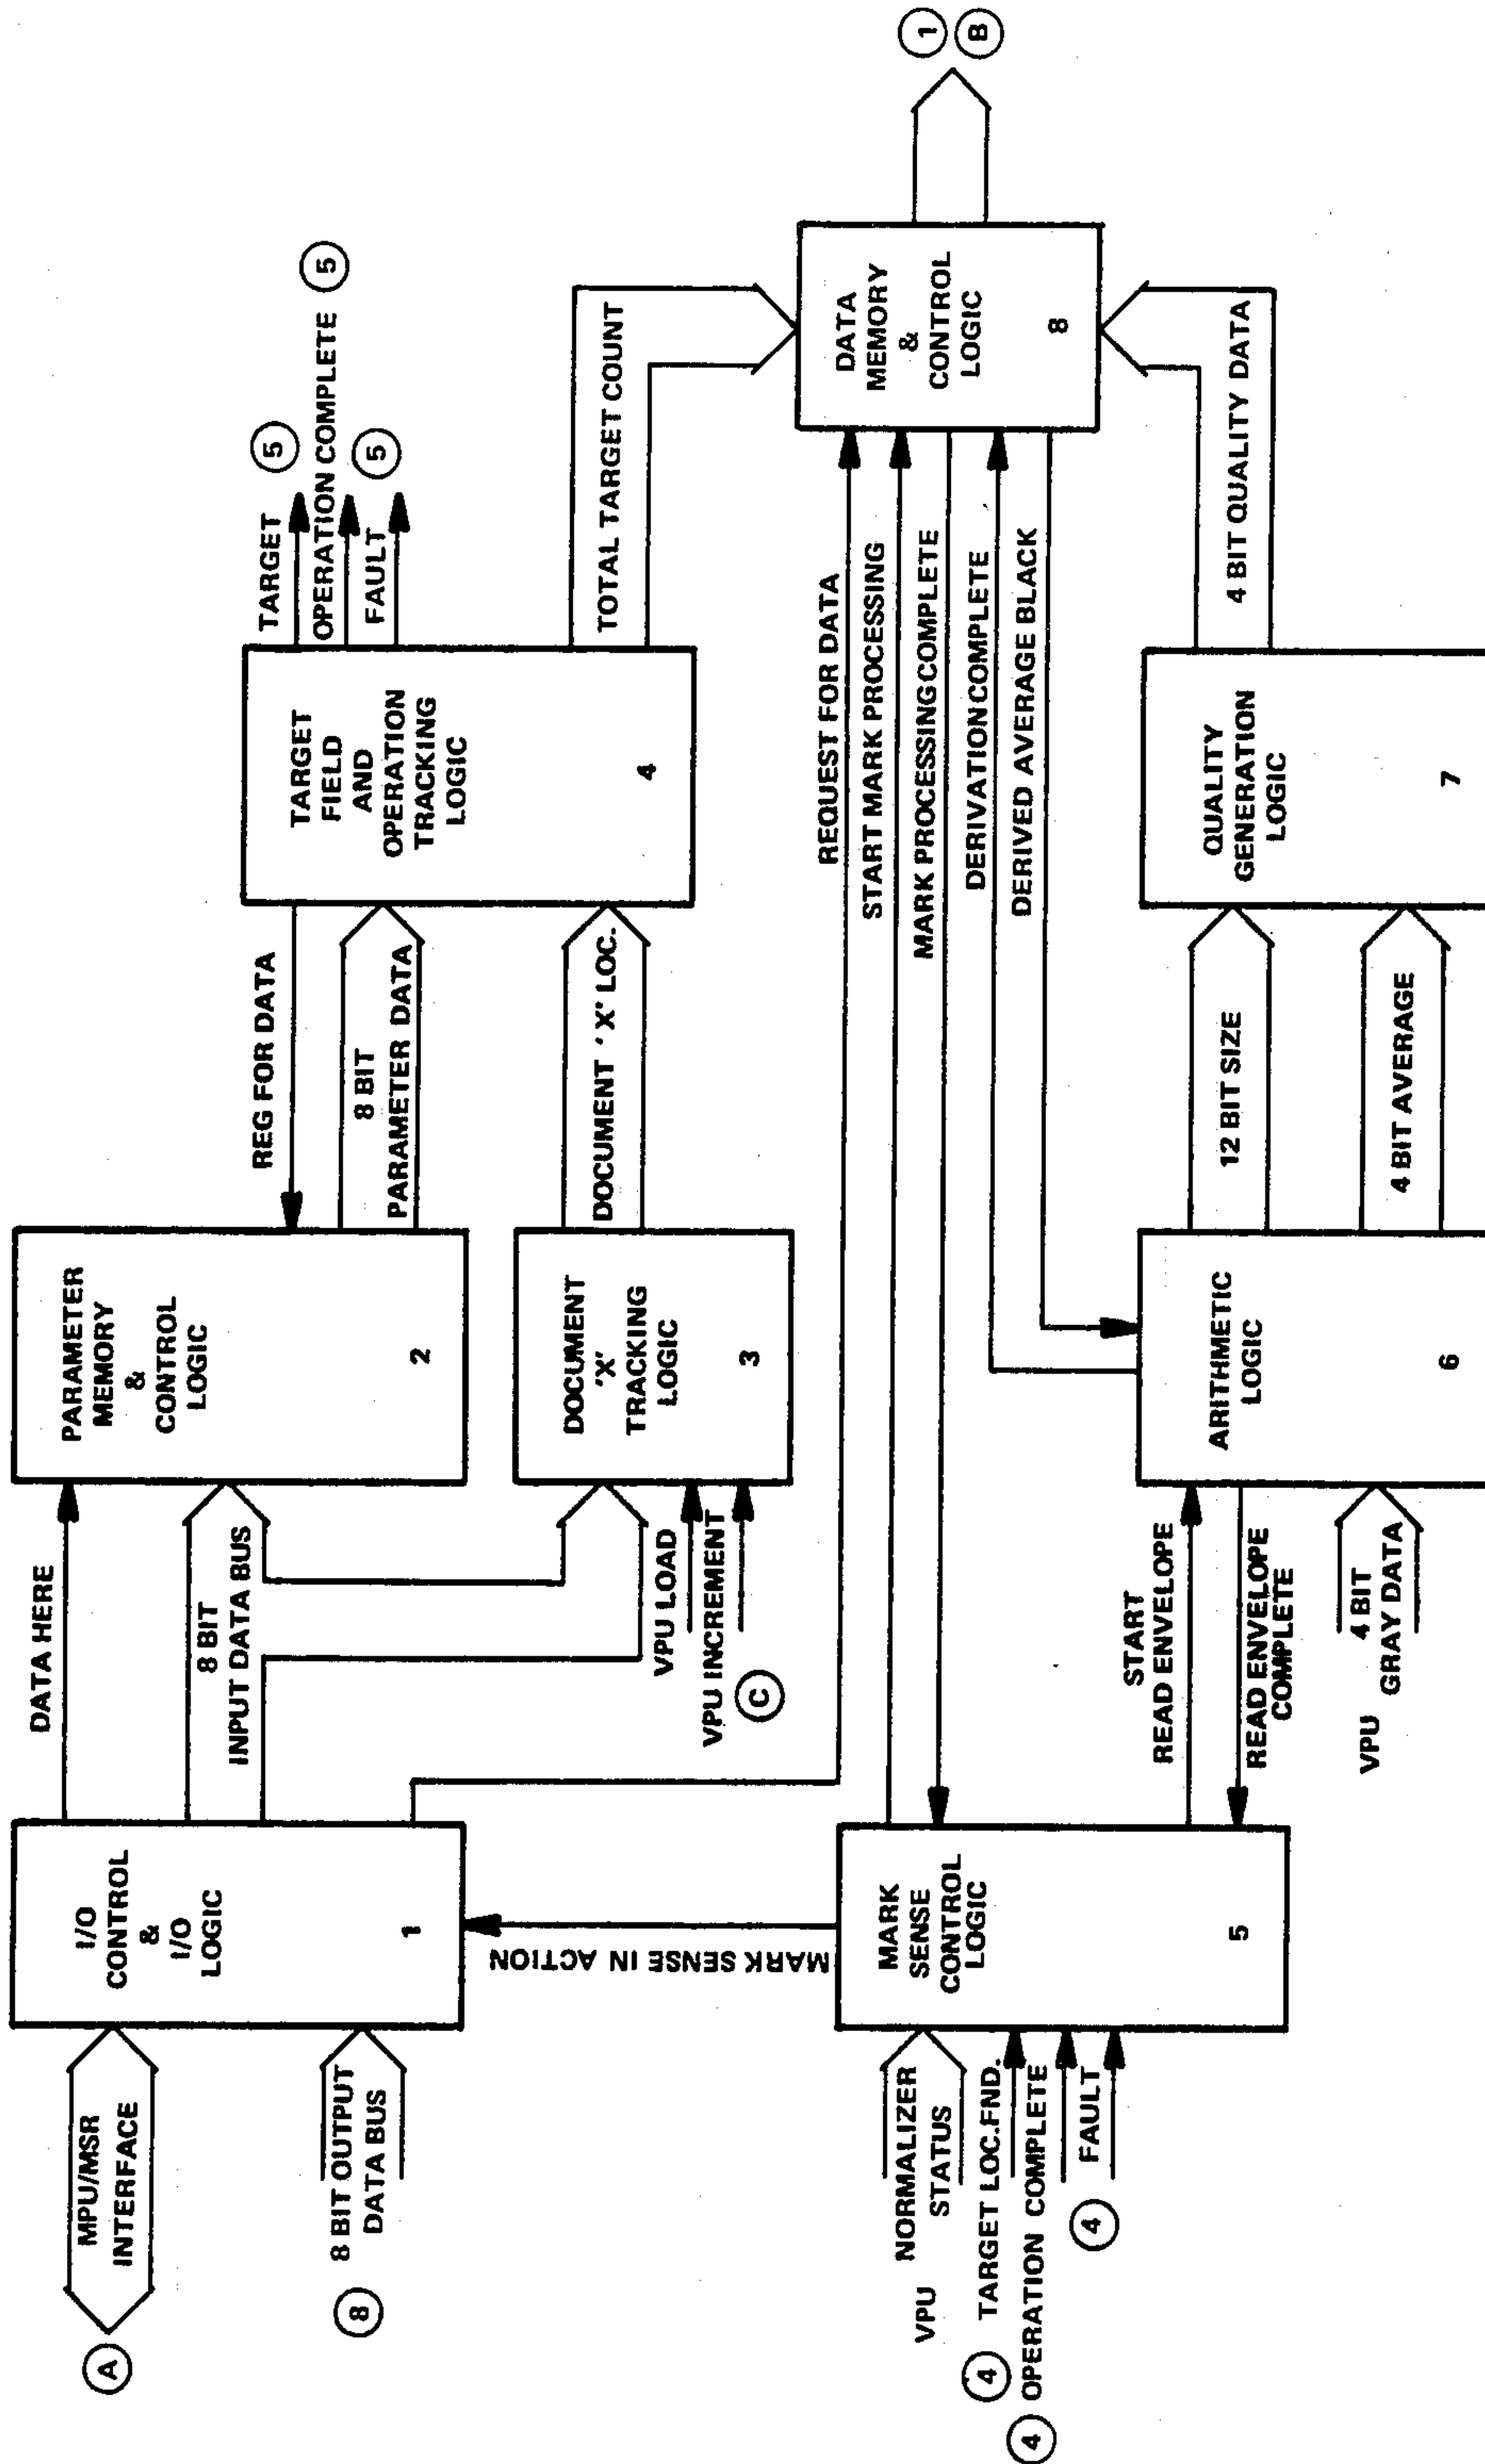 A
MPU/MSR
INTERFACE
8
8 BIT OUTPUT
DATA BUS
I/O
CONTROL
&
I/O
LOGIC
1
DATA HERE
8 BIT
INPUT DATA BUS
PARAMETER
MEMORY
&
CONTROL
LOGIC
2
REG FOR DATA
8 BIT
PARAMETER DATA
VPU LOAD
VPU INCREMENT
C
DOCUMENT
'X'
TRACKING
LOGIC
3
DOCUMENT 'X' LOC.
TARGET
FIELD
AND
OPERATION
TRACKING
LOGIC
4
TARGET
5
OPERATION COMPLETE
5
FAULT
5
TOTAL TARGET COUNT
MARK SENSE IN ACTION
VPU
NORMALIZER
STATUS
4
TARGET LOC.FND.
4
OPERATION COMPLETE
4
FAULT
MARK
SENSE
CONTROL
LOGIC
5
REQUEST FOR DATA
START MARK PROCESSING
MARK PROCESSING COMPLETE
DERIVATION COMPLETE
DERIVED AVERAGE BLACK
DATA
MEMORY
&
CONTROL
LOGIC
8
1
B
START
READ ENVELOPE
READ ENVELOPE
COMPLETE
VPU
4 BIT
GRAY DATA
ARITHMETIC
LOGIC
6
12 BIT SIZE
4 BIT AVERAGE
QUALITY
GENERATION
LOGIC
7
4 BIT QUALITY DATA